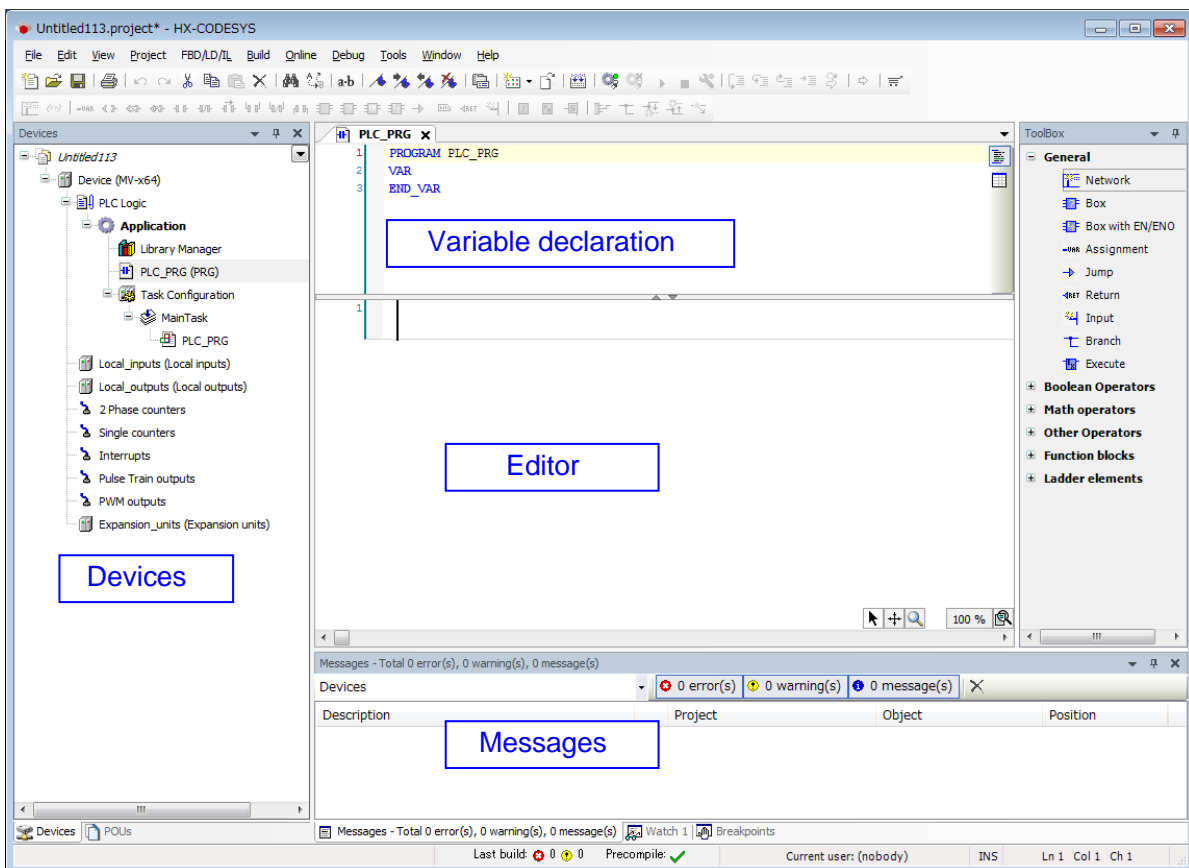 Untitled113.project* - HX-CODESYS
File Edit View Project FBD/LD/IL Build Online Debug Tools Window Help
Devices
Untitled113
Device (MV-x64)
PLC Logic
Application
Library Manager
PLC_PRG (PRG)
Task Configuration
MainTask
PLC_PRG
Local_inputs (Local inputs)
Local_outputs (Local outputs)
2 Phase counters
Single counters
Interrupts
Pulse Train outputs
PWM outputs
Expansion_units (Expansion units)
Devices
Devices POUs
PLC_PRG
1 PROGRAM PLC_PRG
2 VAR
3 END_VAR
Variable declaration
1
Editor
100 %
ToolBox
General
Network
Box
Box with EN/ENO
Assignment
Jump
Return
Input
Branch
Execute
Boolean Operators
Math operators
Other Operators
Function blocks
Ladder elements
Messages - Total 0 error(s), 0 warning(s), 0 message(s)
Devices 0 error(s) 0 warning(s) 0 message(s)
Description Project Object Position
Messages
Messages - Total 0 error(s), 0 warning(s), 0 message(s) Watch 1 Breakpoints
Last build: 0 0 Precompile: Current user: (nobody) INS Ln 1 Col 1 Ch 1